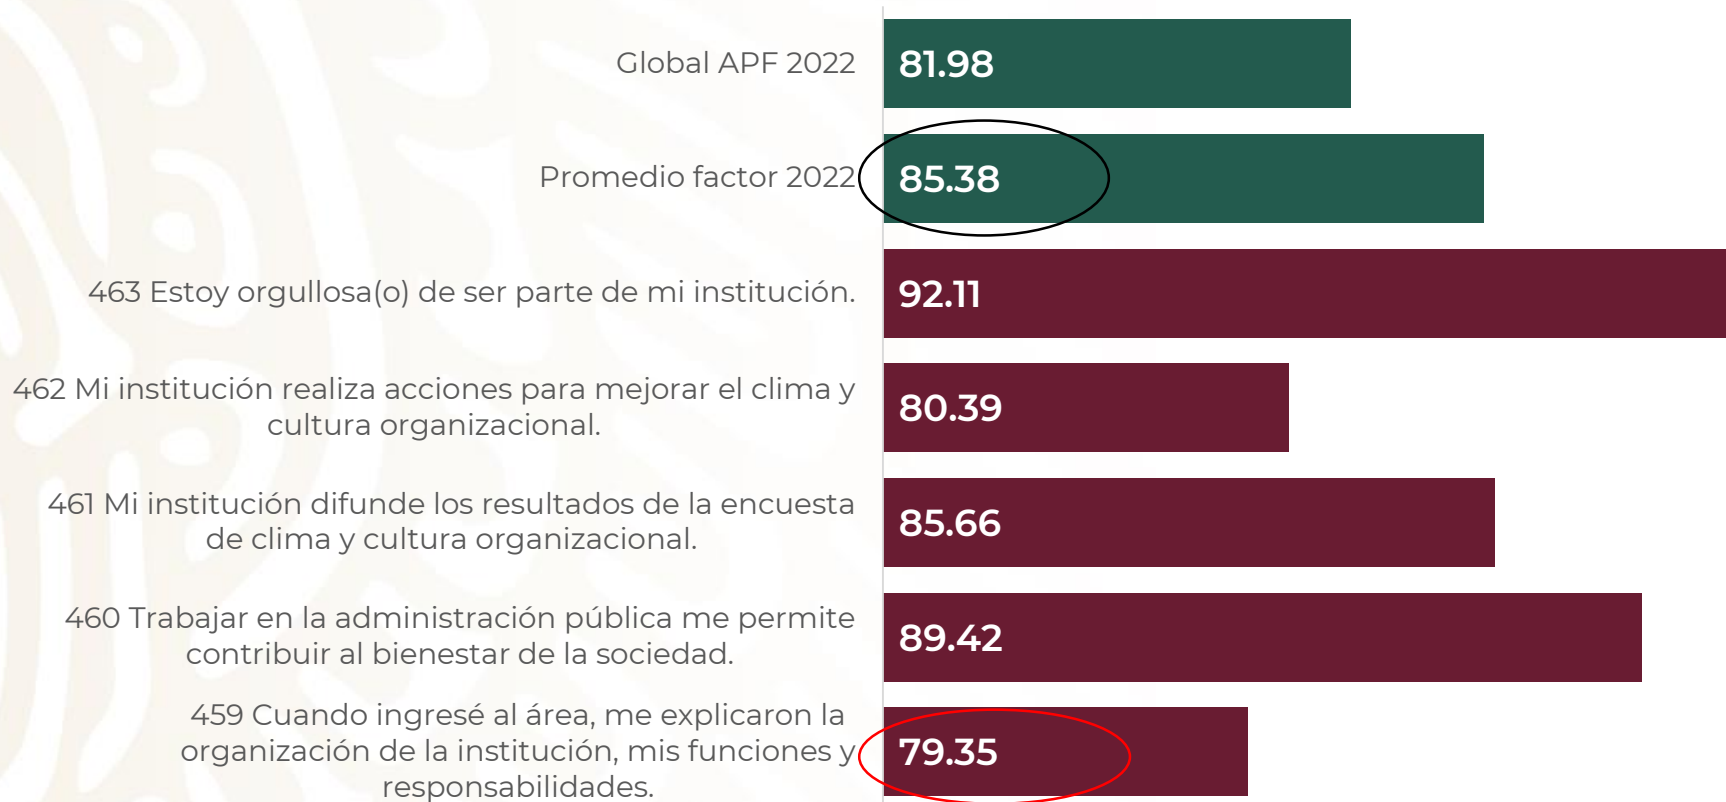 Global APF 2022 81.98
Promedio factor 2022 85.38
463 Estoy orgullosa(o) de ser parte de mi institución. 92.11
462 Mi institución realiza acciones para mejorar el clima y
cultura organizacional.
80.39
461 Mi institución difunde los resultados de la encuesta
de clima y cultura organizacional.
85.66
460 Trabajar en la administración pública me permite
contribuir al bienestar de la sociedad.
89.42
459 Cuando ingresé al área, me explicaron la
organización de la institución, mis funciones y
responsabilidades.
79.35